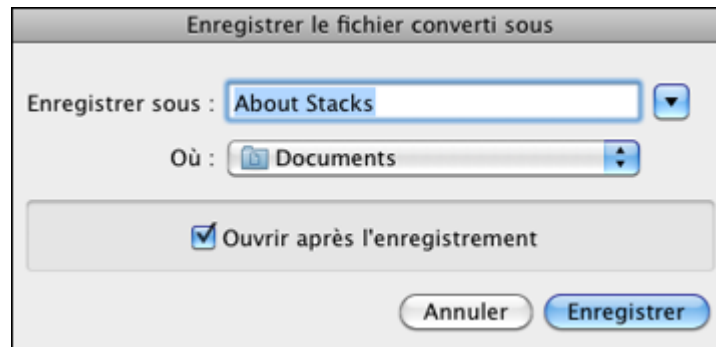 Enregistrer le fichier converti sous
Enregistrer sous : About Stacks
Où : Documents
Ouvrir après l'enregistrement
Annuler Enregistrer